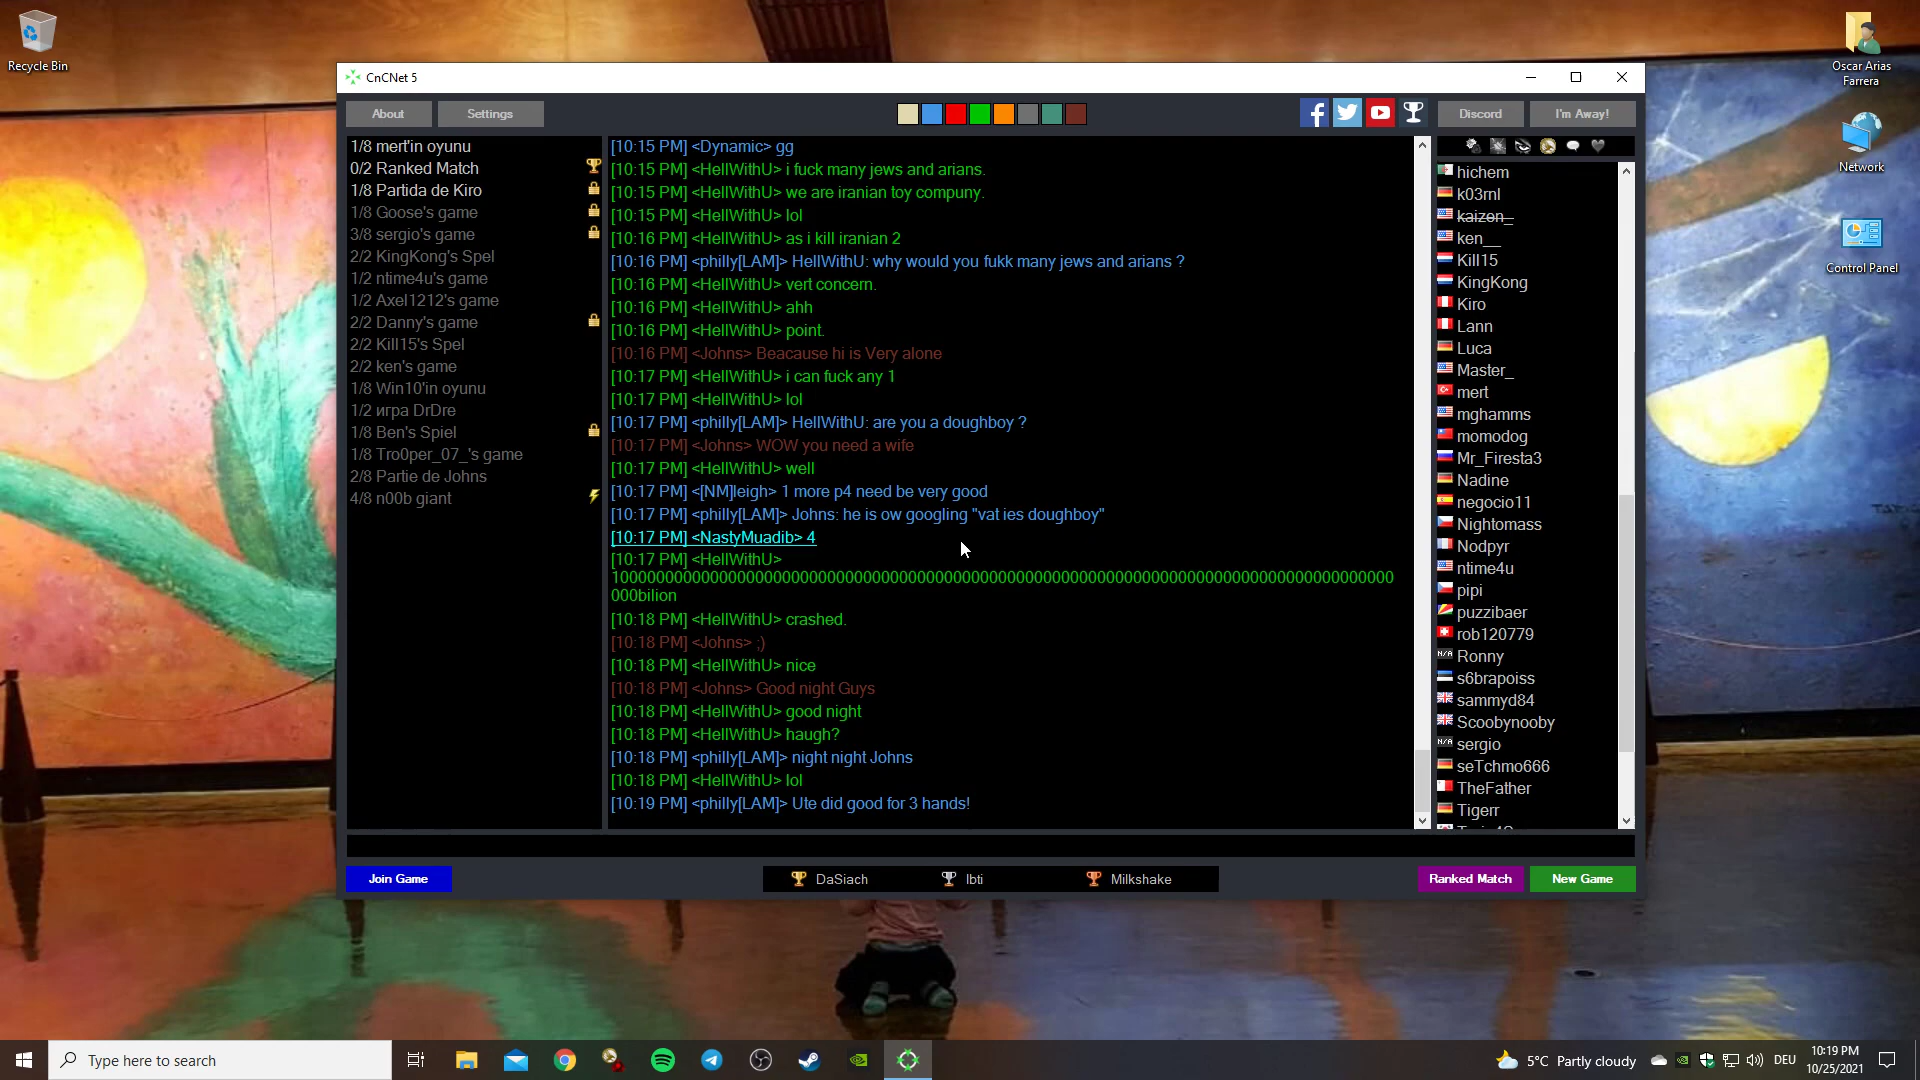 Recycle Bin
Oscar Arias
Farrera
Network
Control Panel
CnCNet 5
About
Settings
Discord
I'm Away!
1/8 mert'in oyunu
0/2 Ranked Match
1/8 Partida de Kiro
1/8 Goose's game
3/8 sergio's game
2/2 KingKong's Spel
1/2 ntime4u's game
1/2 Axel1212's game
2/2 Danny's game
2/2 Kill15's Spel
2/2 ken's game
1/8 Win10'in oyunu
1/2 игра DrDre
1/8 Ben's Spiel
1/8 Tro0per_07_'s game
2/8 Partie de Johns
4/8 n00b giant
[10:15 PM] <Dynamic> gg
[10:15 PM] <HellWithU> i fuck many jews and arians.
[10:15 PM] <HellWithU> we are iranian toy compuny.
[10:15 PM] <HellWithU> lol
[10:16 PM] <HellWithU> as i kill iranian 2
[10:16 PM] <philly[LAM]> HellWithU: why would you fukk many jews and arians ?
[10:16 PM] <HellWithU> vert concern.
[10:16 PM] <HellWithU> ahh
[10:16 PM] <HellWithU> point.
[10:16 PM] <Johns> Beacause hi is Very alone
[10:17 PM] <HellWithU> i can fuck any 1
[10:17 PM] <HellWithU> lol
[10:17 PM] <philly[LAM]> HellWithU: are you a doughboy ?
[10:17 PM] <Johns> WOW you need a wife
[10:17 PM] <HellWithU> well
[10:17 PM] <[NM]leigh> 1 more p4 need be very good
[10:17 PM] <philly[LAM]> Johns: he is ow googling "vat ies doughboy"
[10:17 PM] <NastyMuadib> 4
[10:17 PM] <HellWithU>
000bilion
[10:18 PM] <HellWithU> crashed.
[10:18 PM] <Johns> ;)
[10:18 PM] <HellWithU> nice
[10:18 PM] <Johns> Good night Guys
[10:18 PM] <HellWithU> good night
[10:18 PM] <HellWithU> haugh?
[10:18 PM] <philly[LAM]> night night Johns
[10:18 PM] <HellWithU> lol
[10:19 PM] <philly[LAM]> Ute did good for 3 hands!
hichem
k03rnl
kaizen_
ken__
Kill15
KingKong
Kiro
Lann
Luca
Master_
mert
mghamms
momodog
Mr_Firesta3
Nadine
negocio11
Nightomass
Nodpyr
ntime4u
pipi
puzzibaer
rob120779
N/A Ronny
s6brapoiss
sammyd84
Scoobynooby
N/A sergio
seTchmo666
TheFather
Tigerr
Join Game
DaSiach
Ibti
Milkshake
Ranked Match
New Game
Type here to search
5°C Partly cloudy
DEU
10:19 PM
10/25/2021